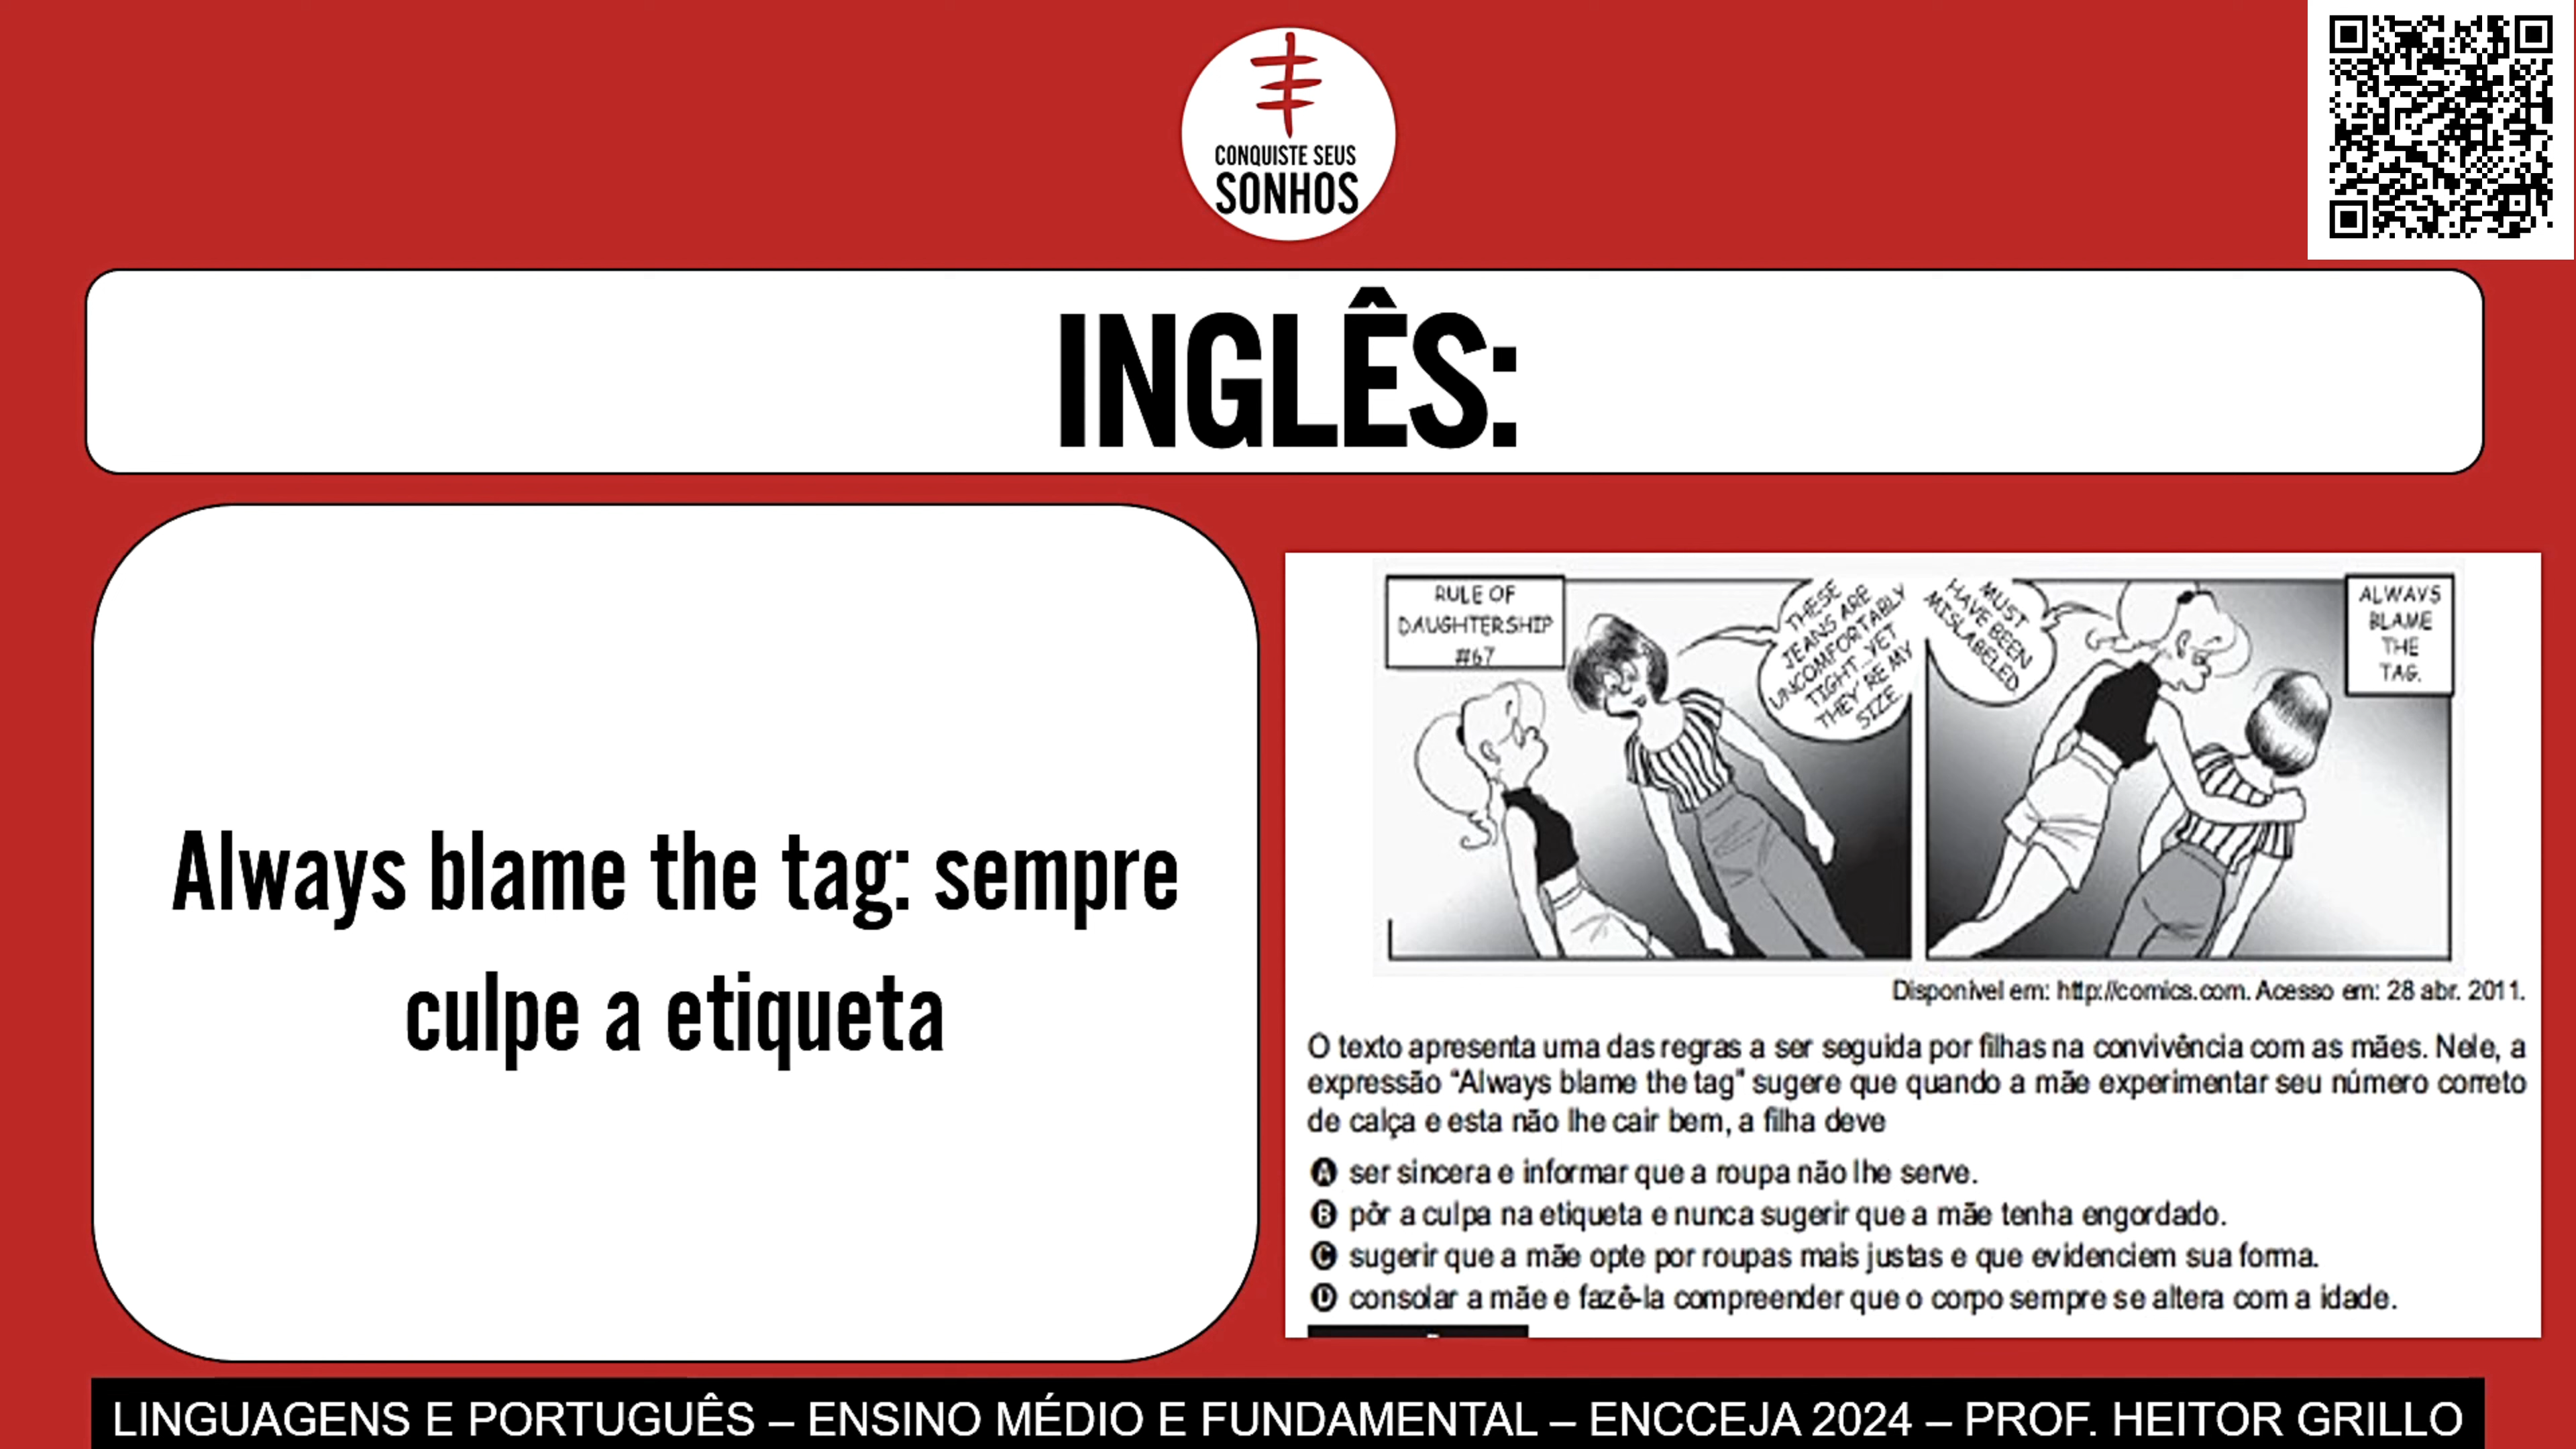 CONQUISTE SEUS
SONHOS
INGLÊS:
Always blame the tag: sempre
culpe a etiqueta
RULE OF
DAUGHTERSHIP
#67
THESE
JEANS ARE
UNCOMFORTABLY
TIGHT...YET
THEY'RE MY
SIZE.
MUST
HAVE BEEN
MISLABELED
ALWAYS
BLAME
THE
TAG.
Disponível em: http://comics.com. Acesso em: 28 abr. 2011.
O texto apresenta uma das regras a ser seguida por filhas na convivência com as mães. Nele, a
expressão “Always blame the tag” sugere que quando a mãe experimentar seu número correto
de calça e esta não lhe cair bem, a filha deve
A ser sincera e informar que a roupa não lhe serve.
B pôr a culpa na etiqueta e nunca sugerir que a mãe tenha engordado.
C sugerir que a mãe opte por roupas mais justas e que evidenciem sua forma.
D consolar a mãe e fazê-la compreender que o corpo sempre se altera com a idade.
LINGUAGENS E PORTUGUÊS – ENSINO MÉDIO E FUNDAMENTAL – ENCCEJA 2024 – PROF. HEITOR GRILLO